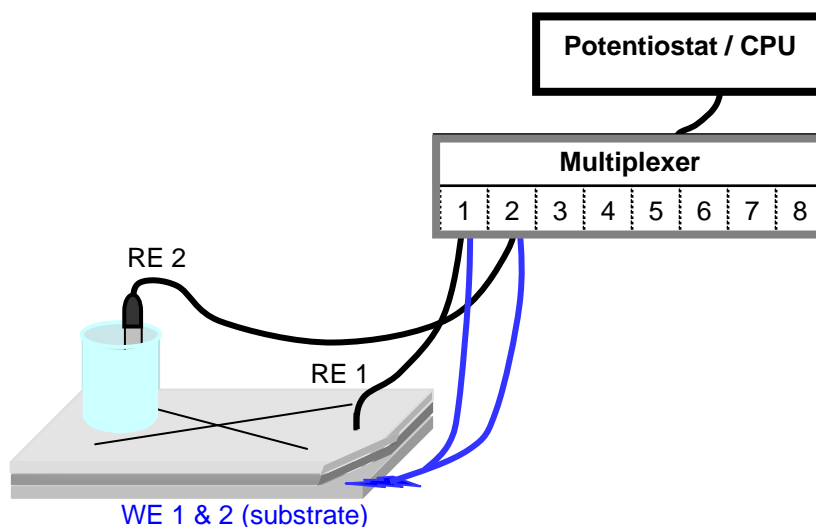 Potentiostat / CPU
Multiplexer
1 2 3 4 5 6 7 8
RE 2
RE 1
WE 1 & 2 (substrate)